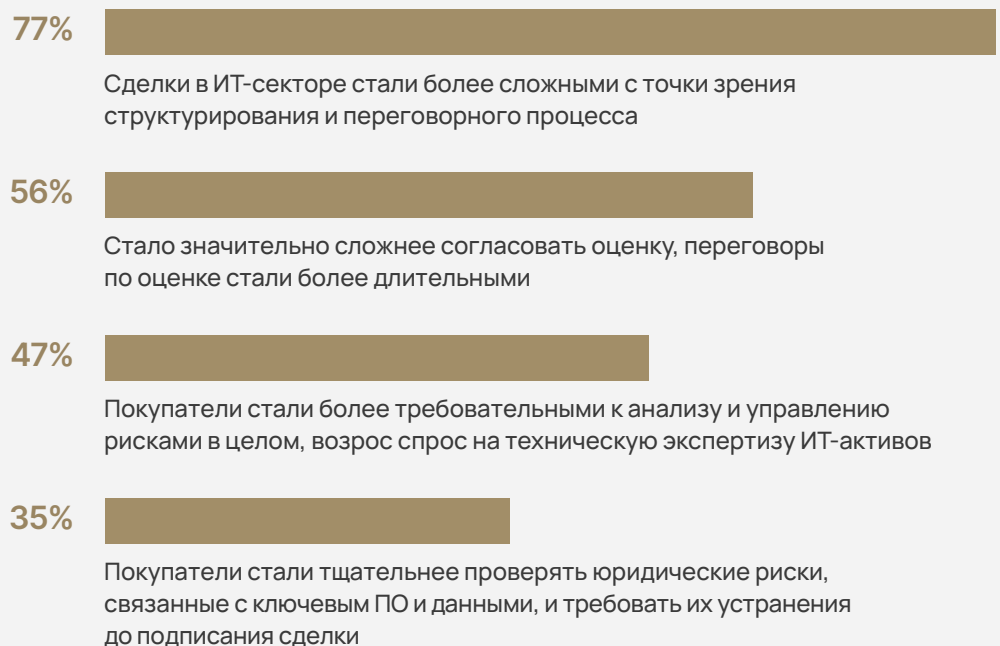 77%
Сделки в ИТ-секторе стали более сложными с точки зрения
структурирования и переговорного процесса
56%
Стало значительно сложнее согласовать оценку, переговоры
по оценке стали более длительными
47%
Покупатели стали более требовательными к анализу и управлению
рисками в целом, возрос спрос на техническую экспертизу ИТ-активов
35%
Покупатели стали тщательнее проверять юридические риски,
связанные с ключевым ПО и данными, и требовать их устранения
до подписания сделки